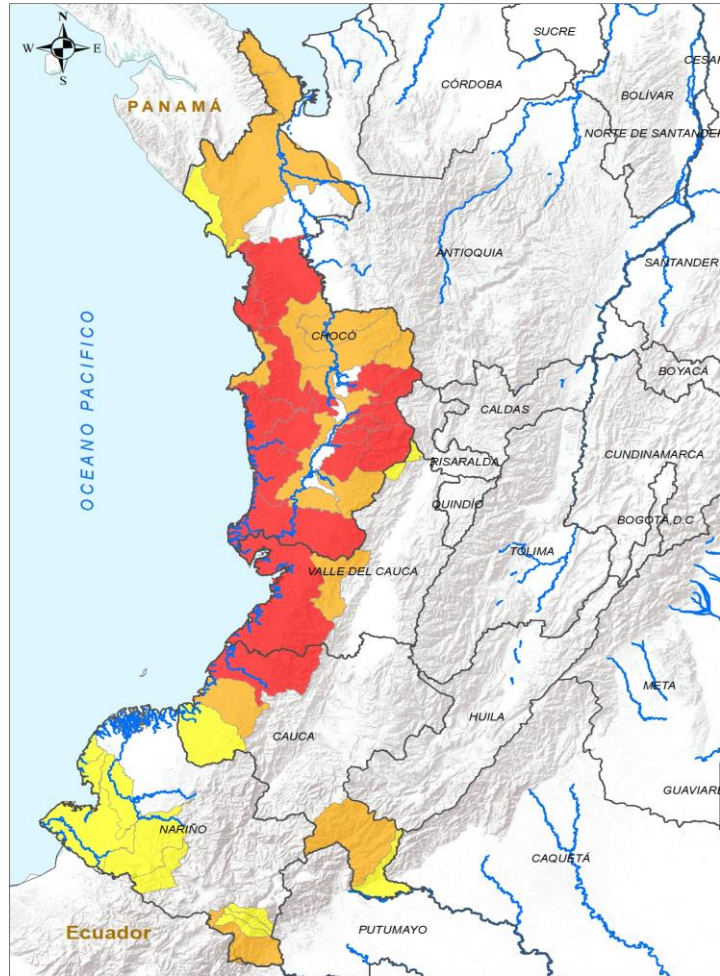 N
W E
S
SUCRE
CESAR
CÓRDOBA
BOLÍVAR
PANAMÁ
NORTE DE SANTANDER
ANTIOQUIA
SANTANDER
OCEANO PACIFICO
CHOCÓ
BOYACÁ
CALDAS
CUNDINAMARCA
RISARALDA
QUINDÍO
BOGOTÁ, D.C
TOLIMA
VALLE DEL CAUCA
META
HUILA
CAUCA
GUAVIARE
NARIÑO
CAQUETÁ
Ecuador
PUTUMAYO